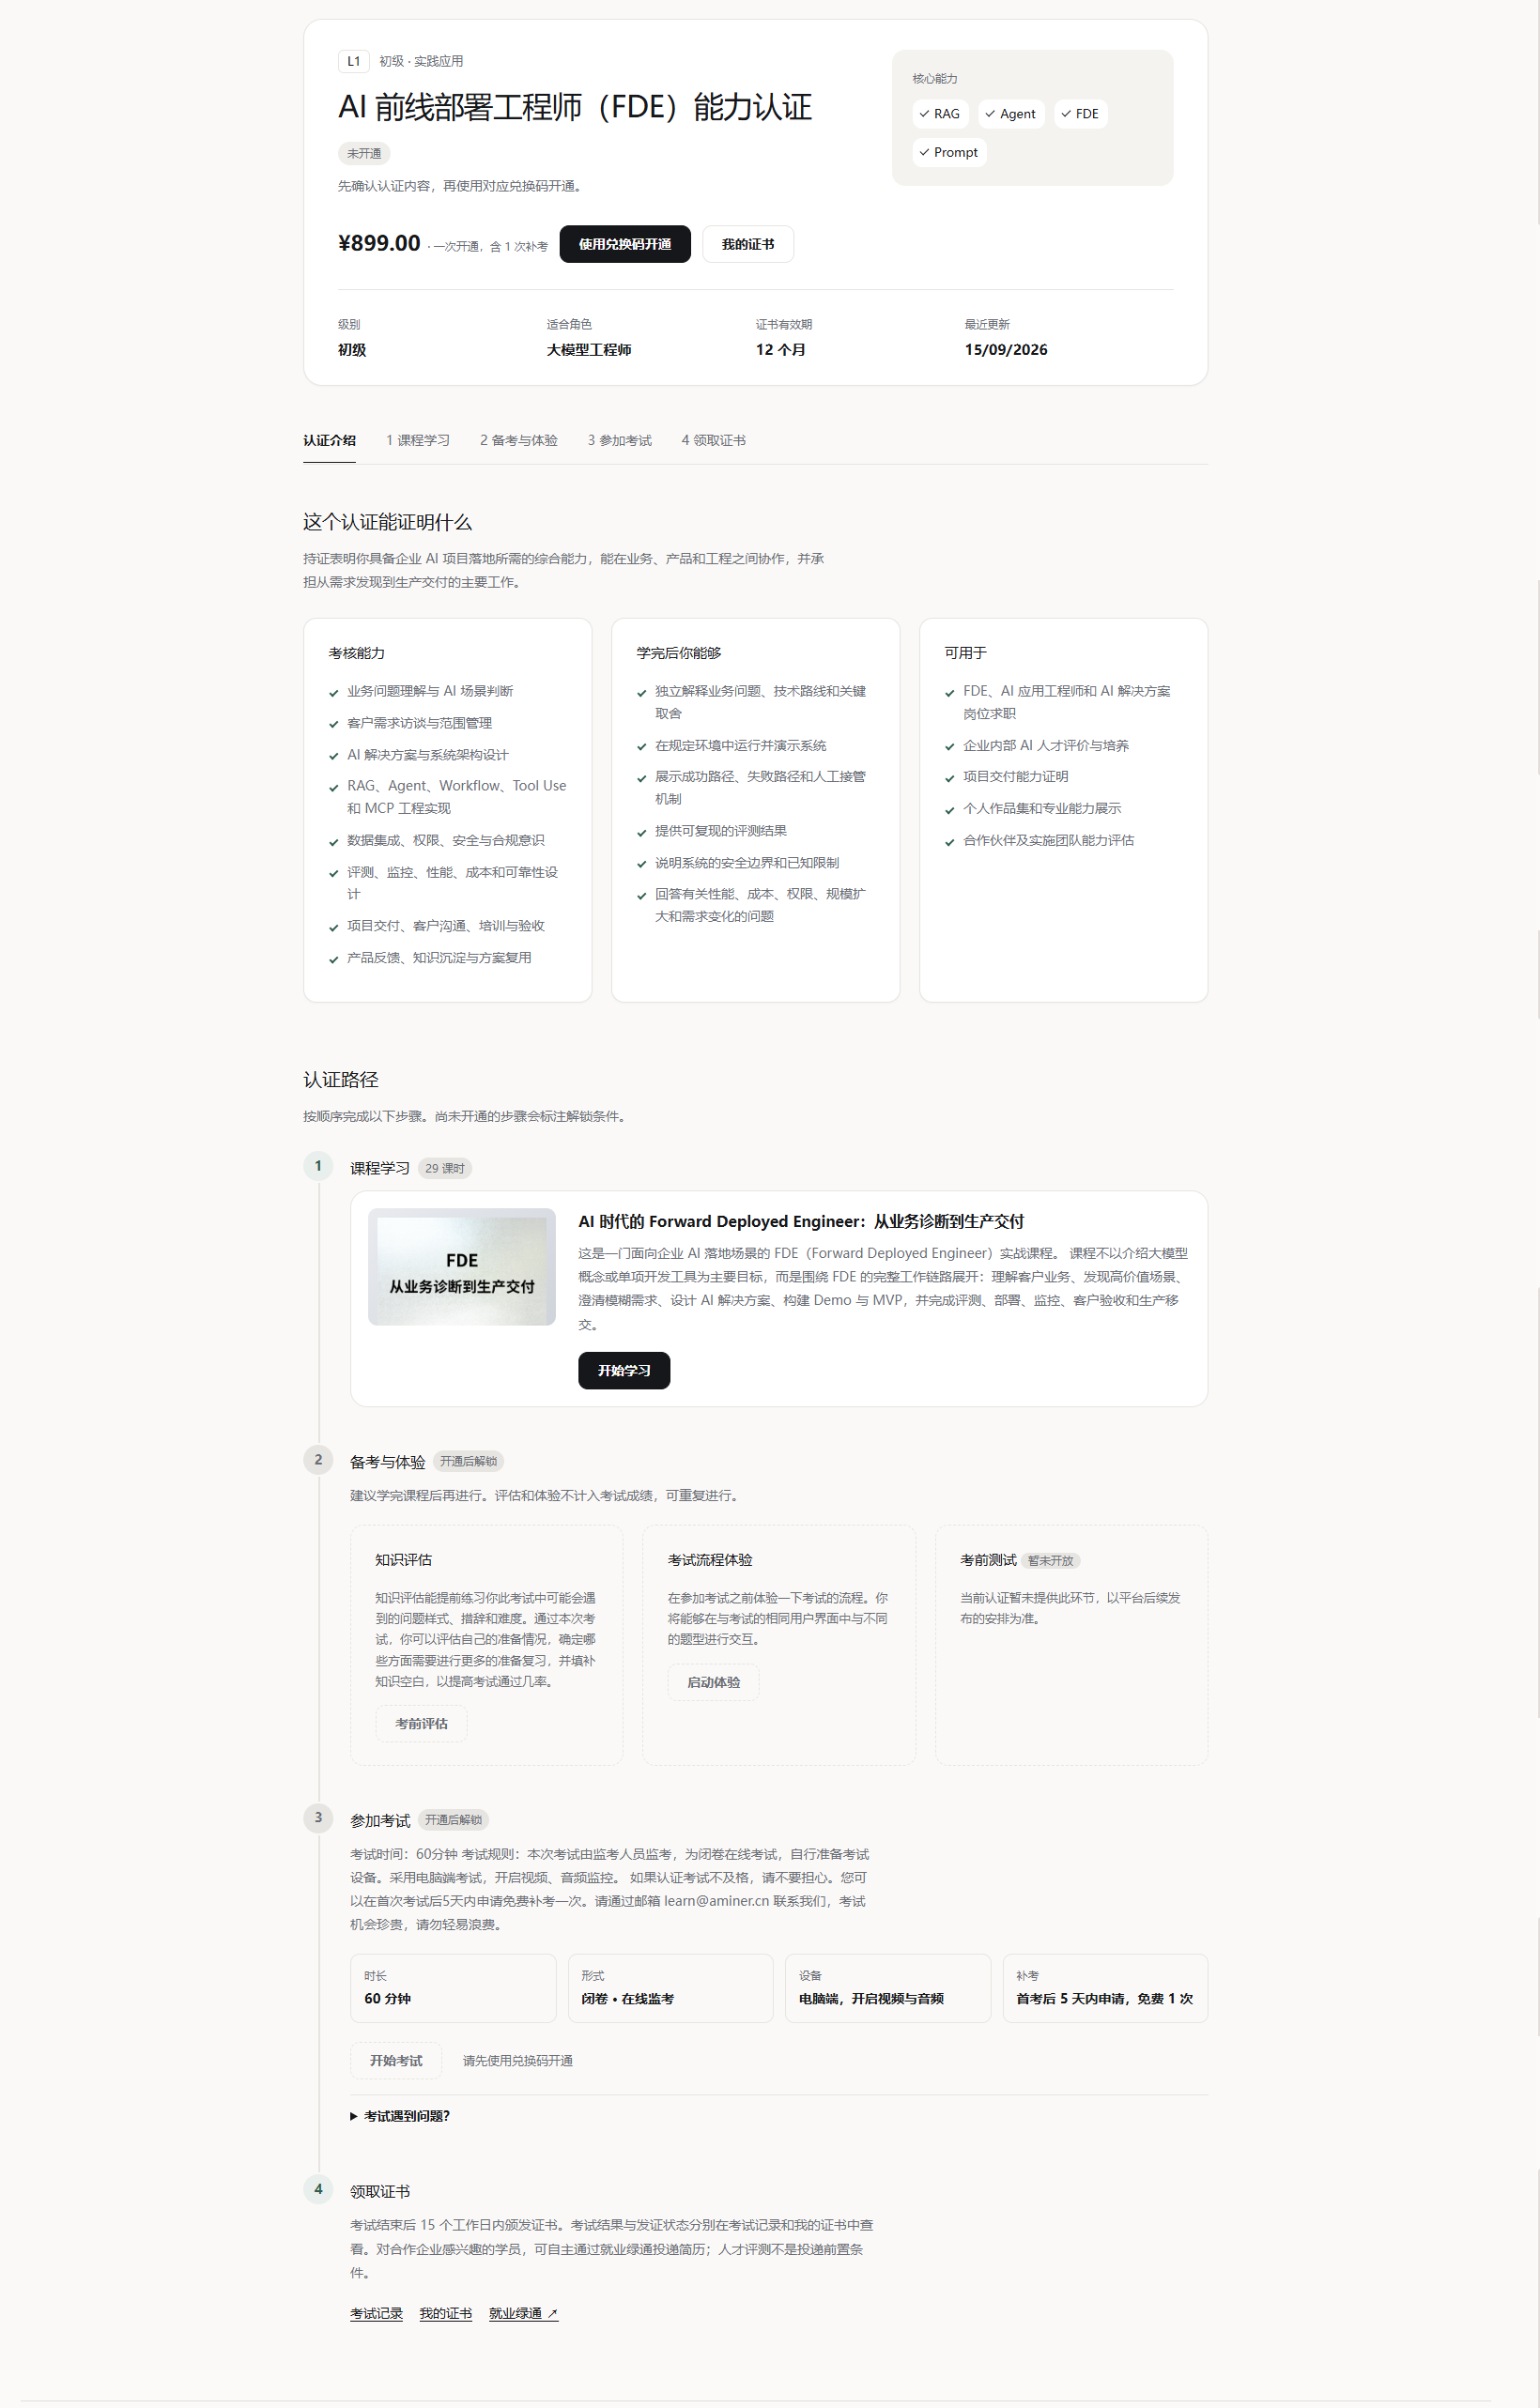 L1 初级 · 实践应用
AI 前线部署工程师（FDE）能力认证
未开通
先确认认证内容，再使用对应兑换码开通。
核心能力
RAG
Agent
FDE
Prompt
¥899.00 · 一次开通，含 1 次补考
使用兑换码开通
我的证书
级别
初级
适合角色
大模型工程师
证书有效期
12 个月
最近更新
15/09/2026
认证介绍
1 课程学习
2 备考与体验
3 参加考试
4 领取证书
这个认证能证明什么
持证表明你具备企业 AI 项目落地所需的综合能力，能在业务、产品和工程之间协作，并承
担从需求发现到生产交付的主要工作。
考核能力
业务问题理解与 AI 场景判断
客户需求访谈与范围管理
AI 解决方案与系统架构设计
RAG、Agent、Workflow、Tool Use
和 MCP 工程实现
数据集成、权限、安全与合规意识
评测、监控、性能、成本和可靠性设
计
项目交付、客户沟通、培训与验收
产品反馈、知识沉淀与方案复用
学完后你能够
独立解释业务问题、技术路线和关键
取舍
在规定环境中运行并演示系统
展示成功路径、失败路径和人工接管
机制
提供可复现的评测结果
说明系统的安全边界和已知限制
回答有关性能、成本、权限、规模扩
大和需求变化的问题
可用于
FDE、AI 应用工程师和 AI 解决方案
岗位求职
企业内部 AI 人才评价与培养
项目交付能力证明
个人作品集和专业能力展示
合作伙伴及实施团队能力评估
认证路径
按顺序完成以下步骤。尚未开通的步骤会标注解锁条件。
1 课程学习 29 课时
FDE
从业务诊断到生产交付
AI 时代的 Forward Deployed Engineer：从业务诊断到生产交付
这是一门面向企业 AI 落地场景的 FDE（Forward Deployed Engineer）实战课程。 课程不以介绍大模型
概念或单项开发工具为主要目标，而是围绕 FDE 的完整工作链路展开：理解客户业务、发现高价值场景、
澄清模糊需求、设计 AI 解决方案、构建 Demo 与 MVP，并完成评测、部署、监控、客户验收和生产移
交。
开始学习
2 备考与体验 开通后解锁
建议学完课程后再进行。评估和体验不计入考试成绩，可重复进行。
知识评估
知识评估能提前练习你此考试中可能会遇
到的问题样式、措辞和难度。通过本次考
试，你可以评估自己的准备情况，确定哪
些方面需要进行更多的准备复习，并填补
知识空白，以提高考试通过几率。
考前评估
考试流程体验
在参加考试之前体验一下考试的流程。你
将能够在与考试的相同用户界面中与不同
的题型进行交互。
启动体验
考前测试 暂未开放
当前认证暂未提供此环节，以平台后续发
布的安排为准。
3 参加考试 开通后解锁
考试时间：60分钟 考试规则：本次考试由监考人员监考，为闭卷在线考试，自行准备考试
设备。采用电脑端考试，开启视频、音频监控。 如果认证考试不及格，请不要担心。您可
以在首次考试后5天内申请免费补考一次。请通过邮箱 learn@aminer.cn 联系我们，考试
机会珍贵，请勿轻易浪费。
时长
60 分钟
形式
闭卷 • 在线监考
设备
电脑端，开启视频与音频
补考
首考后 5 天内申请，免费 1 次
开始考试 请先使用兑换码开通
考试遇到问题？
4 领取证书
考试结束后 15 个工作日内颁发证书。考试结果与发证状态分别在考试记录和我的证书中查
看。对合作企业感兴趣的学员，可自主通过就业绿通投递简历；人才评测不是投递前置条
件。
考试记录 我的证书 就业绿通 ↗